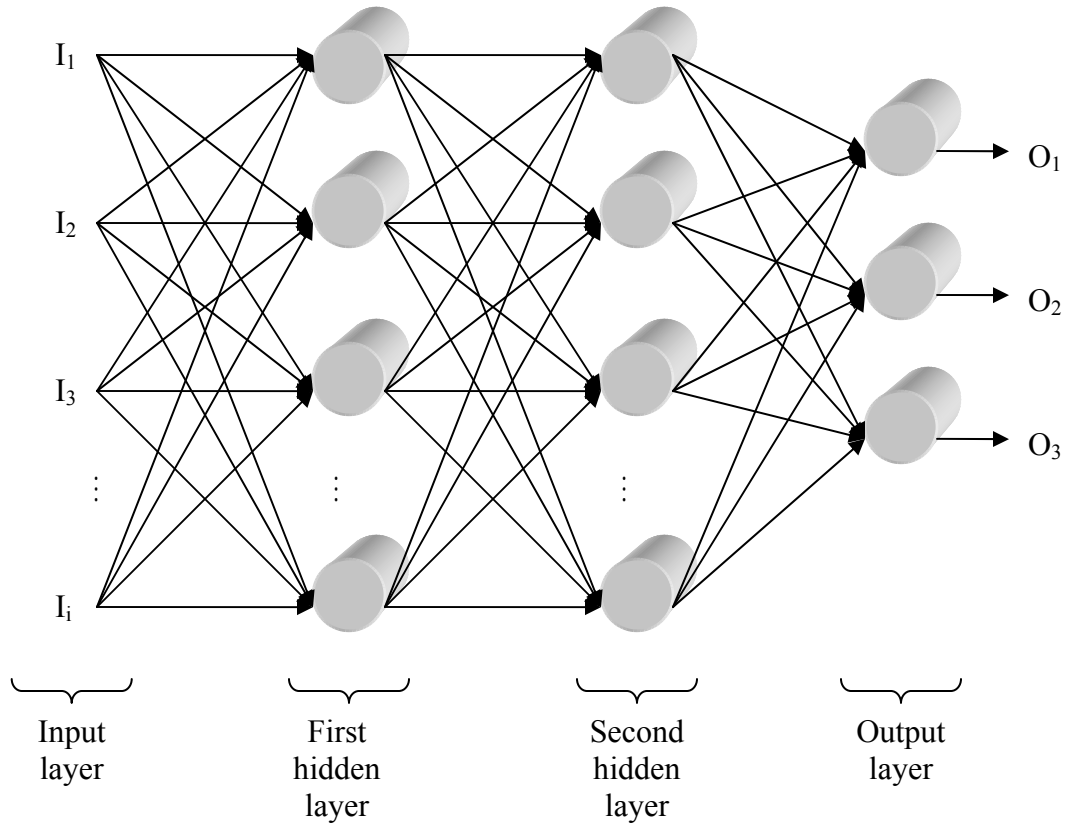 I₁
I₂
I₃
⋮
Iᵢ
⋮
⋮
O₁
O₂
O₃
Input
layer
First
hidden
layer
Second
hidden
layer
Output
layer